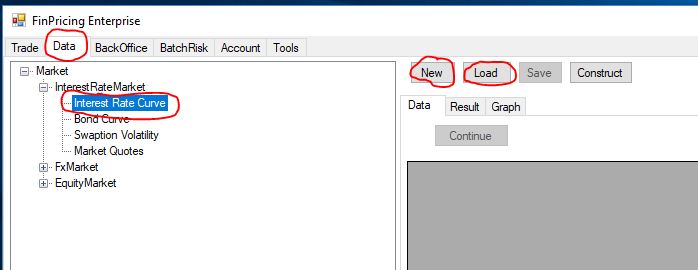 FinPricing Enterprise
Trade Data BackOffice BatchRisk Account Tools
Market
InterestRateMarket
Interest Rate Curve
Bond Curve
Swaption Volatility
Market Quotes
FxMarket
EquityMarket
New Load Save Construct
Data Result Graph
Continue